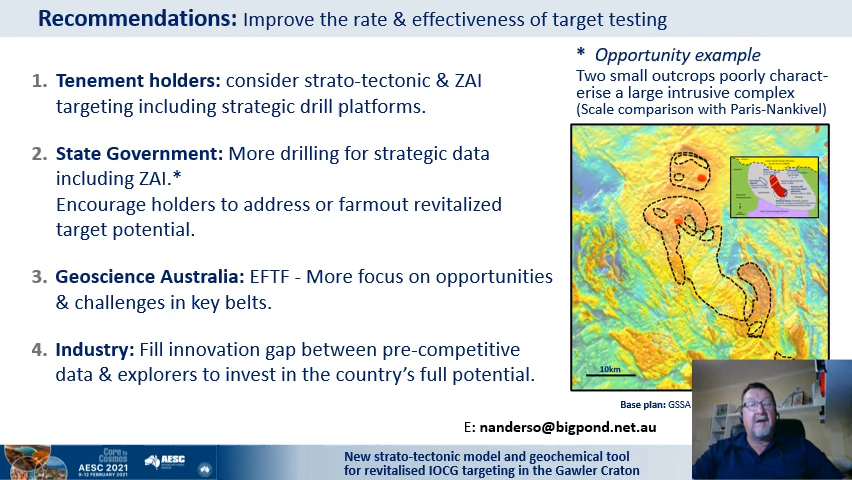 Recommendations: Improve the rate & effectiveness of target testing
1. Tenement holders: consider strato-tectonic & ZAI
targeting including strategic drill platforms.
2. State Government: More drilling for strategic data
including ZAI.*
Encourage holders to address or farmout revitalized
target potential.
3. Geoscience Australia: EFTF - More focus on opportunities
& challenges in key belts.
4. Industry: Fill innovation gap between pre-competitive
data & explorers to invest in the country's full potential.
* Opportunity example
Two small outcrops poorly charact-
erise a large intrusive complex
(Scale comparison with Paris-Nankivel)
10km
Base plan: GSSA
E: nanderso@bigpond.net.au
Core to
Cosmos
AESC 2021
9-12 FEBRUARY 2021
AESC
New strato-tectonic model and geochemical tool
for revitalised IOCG targeting in the Gawler Craton